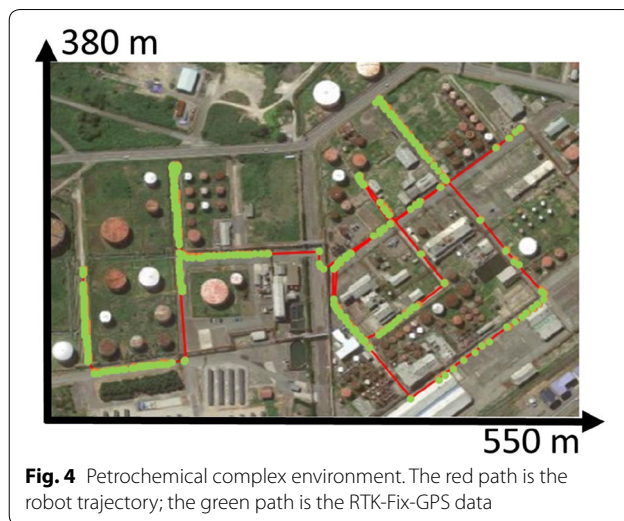 380 m
550 m
Fig. 4 Petrochemical complex environment. The red path is the
robot trajectory; the green path is the RTK-Fix-GPS data